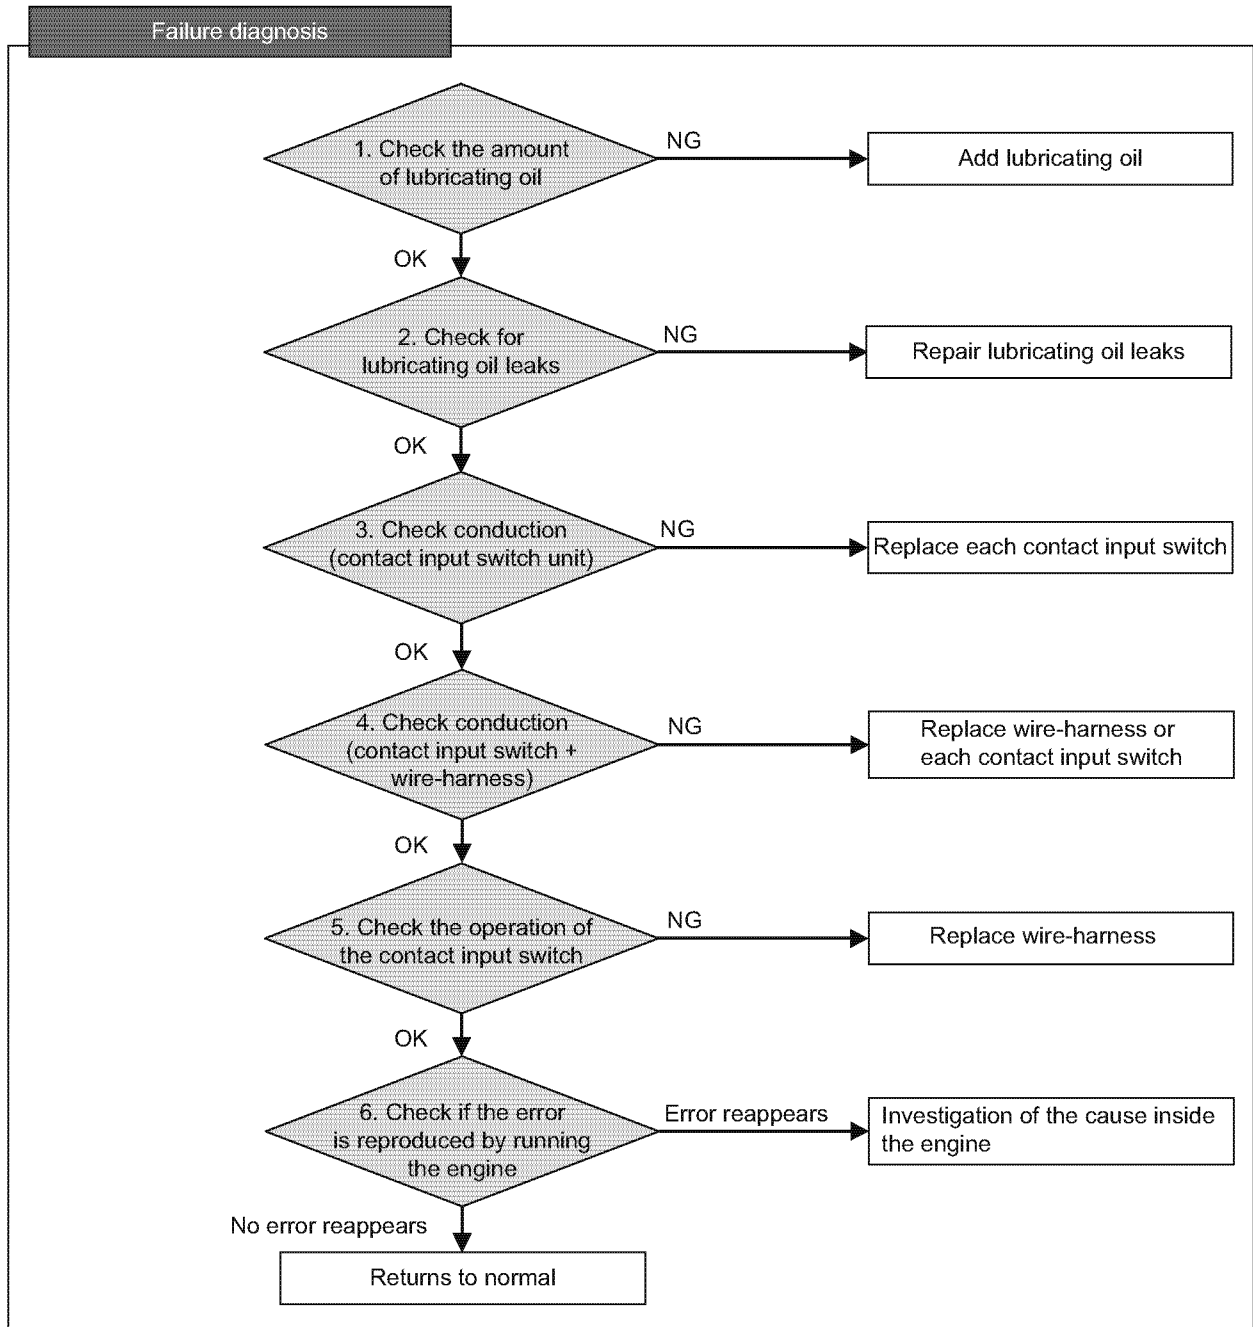 Failure diagnosis
1. Check the amount
of lubricating oil
NG
Add lubricating oil
OK
2. Check for
lubricating oil leaks
NG
Repair lubricating oil leaks
OK
3. Check conduction
(contact input switch unit)
NG
Replace each contact input switch
OK
4. Check conduction
(contact input switch +
wire-harness)
NG
Replace wire-harness or
each contact input switch
OK
5. Check the operation of
the contact input switch
NG
Replace wire-harness
OK
6. Check if the error
is reproduced by running
the engine
Error reappears
Investigation of the cause inside
the engine
No error reappears
Returns to normal